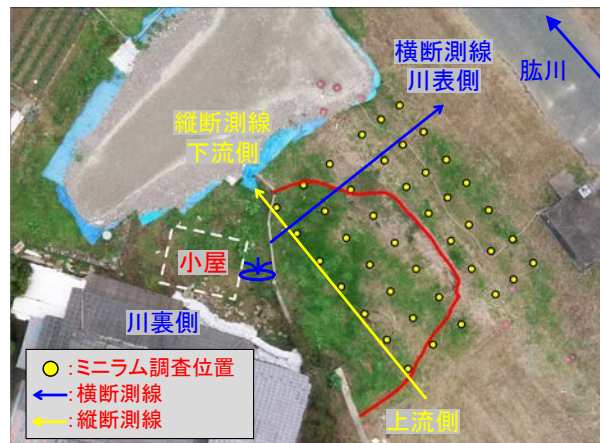 横断測線
川表側
肱川
縦断測線
下流側
小屋
川裏側
:ミニラム調査位置
:横断測線
:縦断測線
上流側